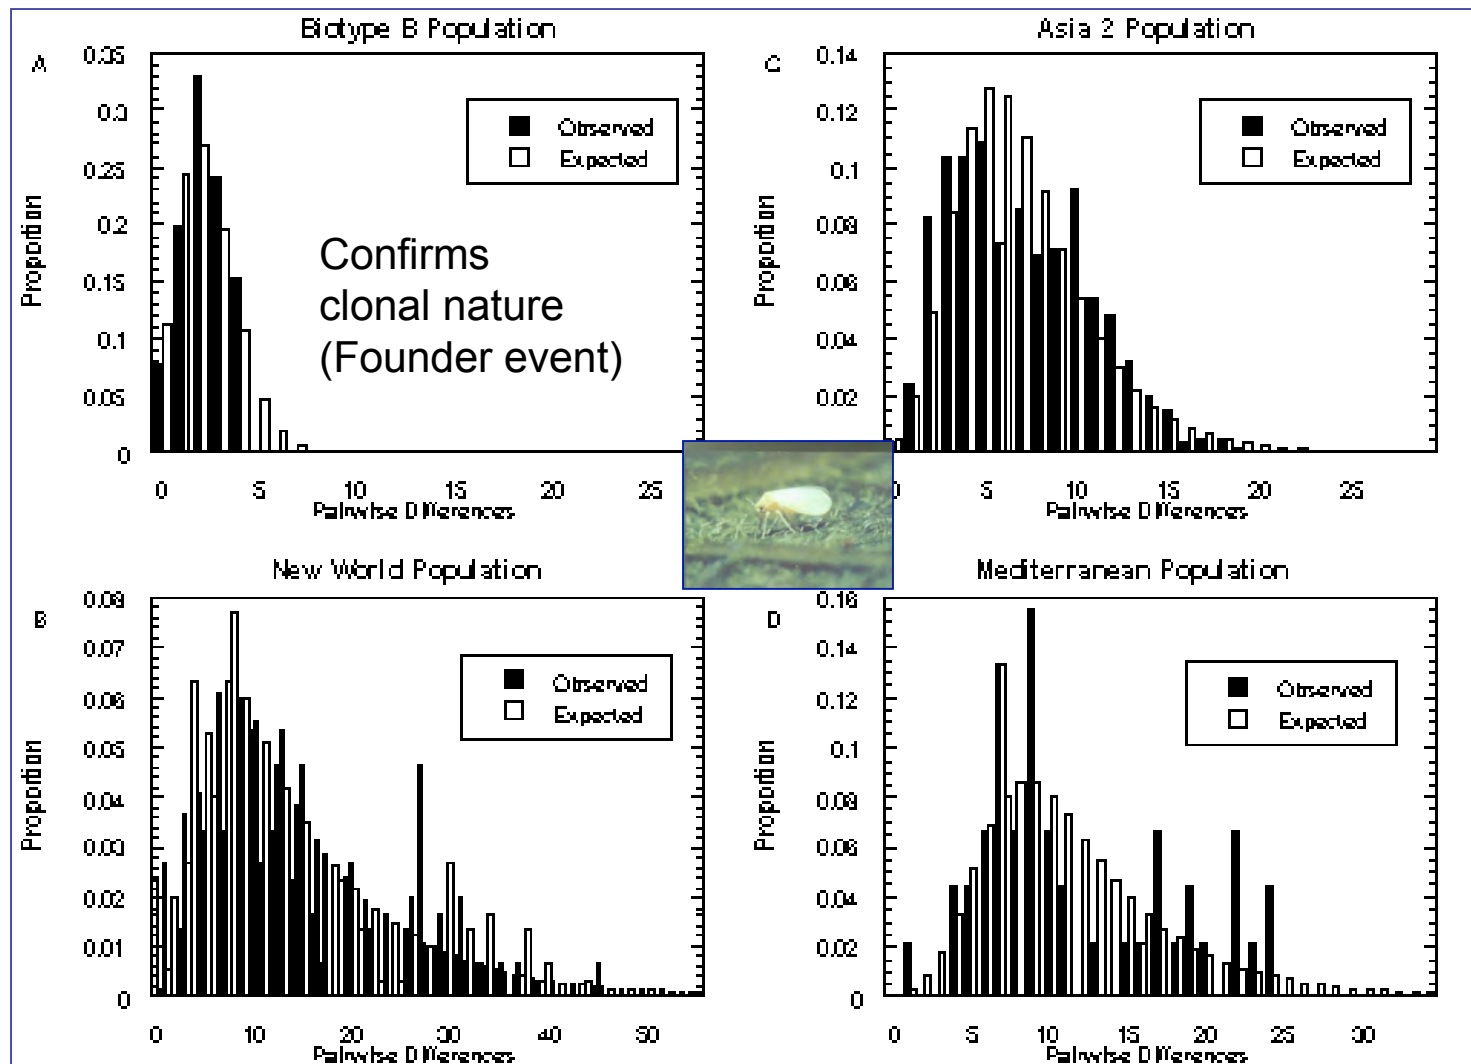 Biotype B Population
A
0.35
0.3
0.25
0.2
0.15
0.1
0.05
0
Proportion
Observed
Expected
Confirms
clonal nature
(Founder event)
0 5 10 15 20 25
Pairwise Differences
Asia 2 Population
C
0.14
0.12
0.1
0.08
0.06
0.04
0.02
Proportion
Observed
Expected
0 5 10 15 20 25
Pairwise Differences
New World Population
B
0.08
0.07
0.06
0.05
0.04
0.03
0.02
0.01
0
Proportion
Observed
Expected
0 10 20 30 40 50
Pairwise Differences
Mediterranean Population
D
0.16
0.14
0.12
0.1
0.08
0.06
0.04
0.02
0
Proportion
Observed
Expected
0 5 10 15 20 25 30
Pairwise Differences